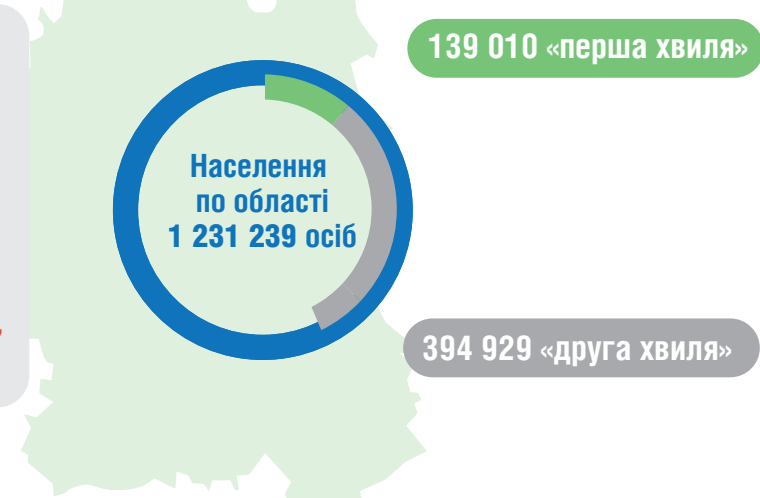 139 010 «перша хвиля»
Населення
по області
1 231 239 осіб
394 929 «друга хвиля»